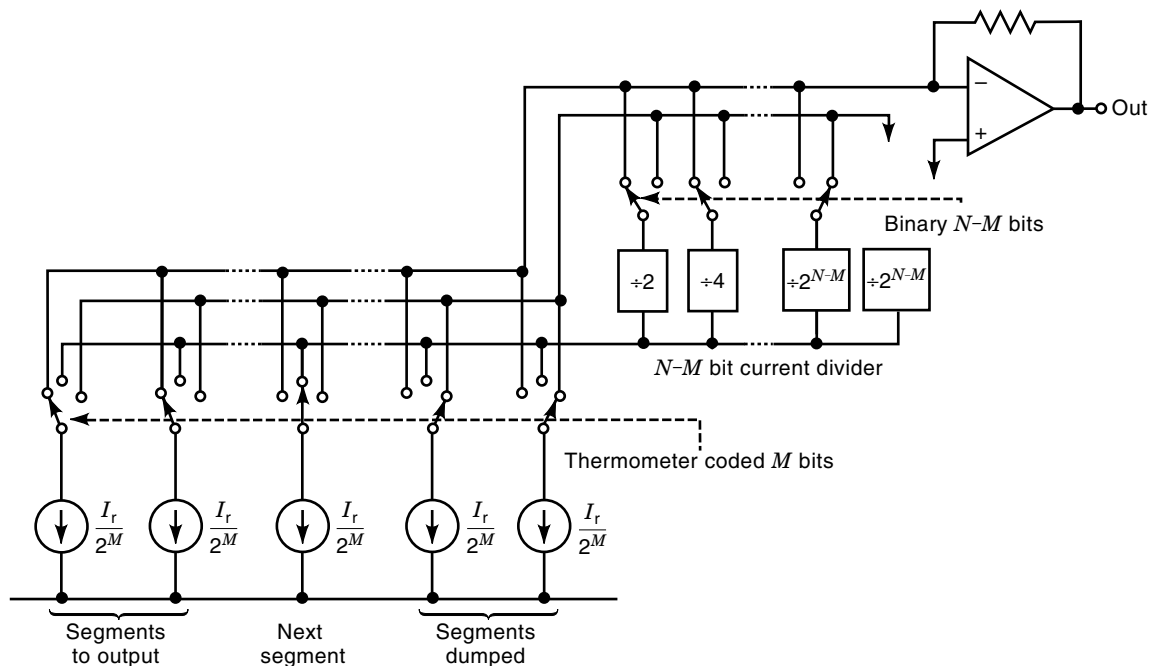 −
+
Out
Binary N–M bits
÷2
÷4
÷2^{N–M}
÷2^{N–M}
N–M bit current divider
Thermometer coded M bits
I_r
2^M
I_r
2^M
I_r
2^M
I_r
2^M
I_r
2^M
Segments
to output
Next
segment
Segments
dumped